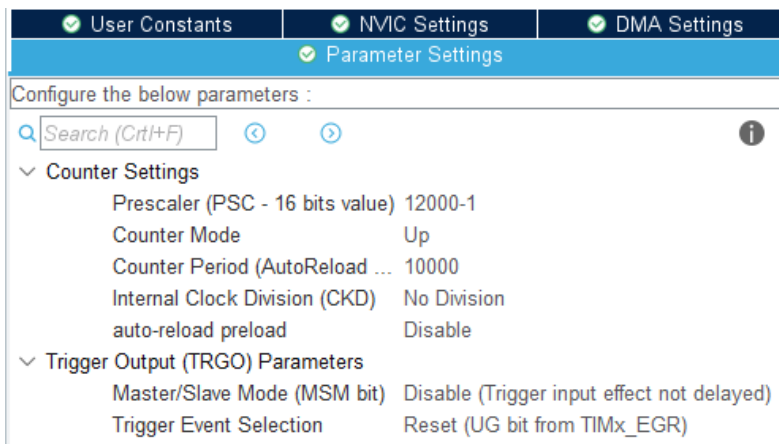 User Constants
NVIC Settings
DMA Settings
Parameter Settings
Configure the below parameters :
Search (Crtl+F)
Counter Settings
Prescaler (PSC - 16 bits value) 12000-1
Counter Mode Up
Counter Period (AutoReload ... 10000
Internal Clock Division (CKD) No Division
auto-reload preload Disable
Trigger Output (TRGO) Parameters
Master/Slave Mode (MSM bit) Disable (Trigger input effect not delayed)
Trigger Event Selection Reset (UG bit from TIMx_EGR)